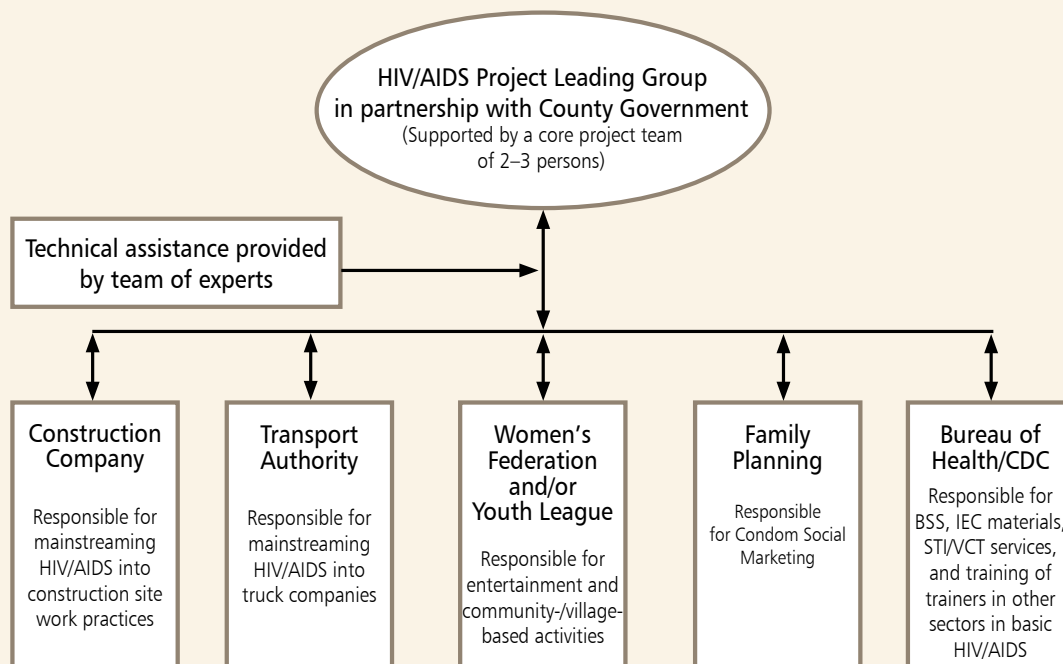 HIV/AIDS Project Leading Group
in partnership with County Government
(Supported by a core project team
of 2–3 persons)
Technical assistance provided
by team of experts
Construction
Company
Responsible for
mainstreaming
HIV/AIDS into
construction site
work practices
Transport
Authority
Responsible for
mainstreaming
HIV/AIDS into
truck companies
Women's
Federation
and/or
Youth League
Responsible for
entertainment and
community-/village-
based activities
Family
Planning
Responsible
for Condom Social
Marketing
Bureau of
Health/CDC
Responsible for
BSS, IEC materials,
STI/VCT services,
and training of
trainers in other
sectors in basic
HIV/AIDS